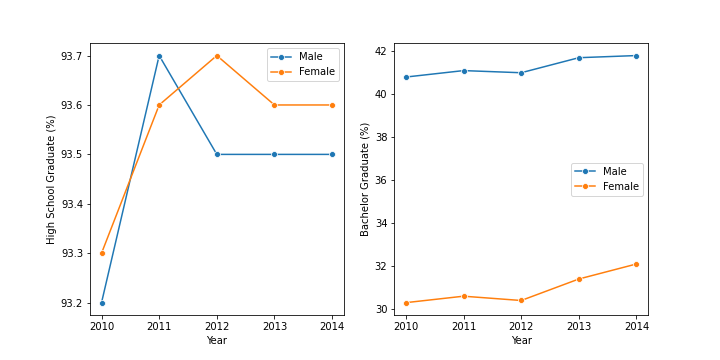 93.7
93.6
93.5
93.4
93.3
93.2
High School Graduate (%)
Male
Female
2010 2011 2012 2013 2014
Year
42
40
38
36
34
32
30
Bachelor Graduate (%)
Male
Female
2010 2011 2012 2013 2014
Year